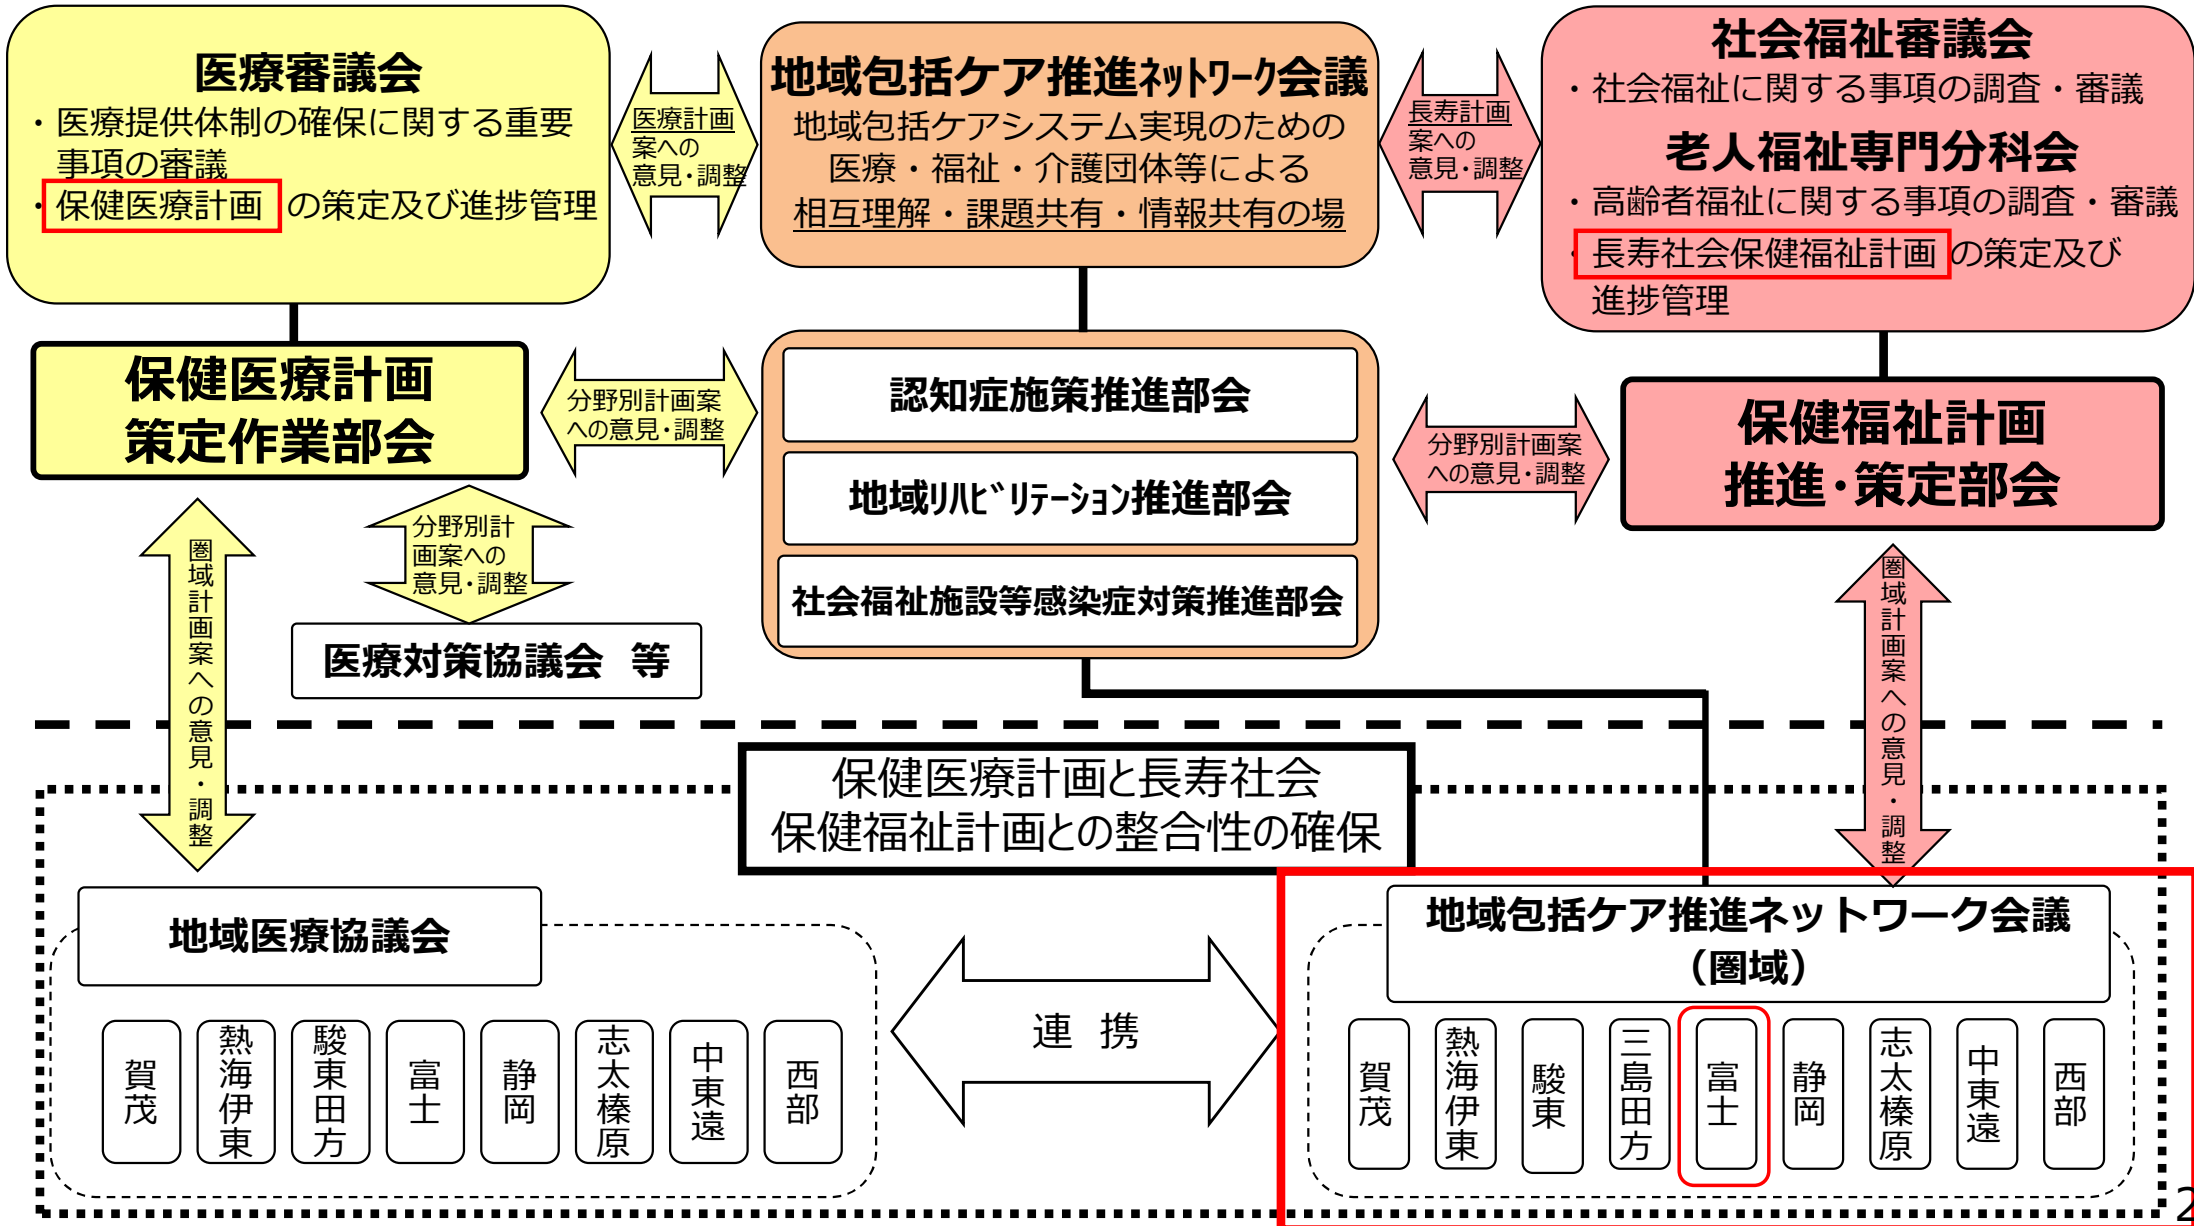 医療審議会
・医療提供体制の確保に関する重要
事項の審議
・保健医療計画 の策定及び進捗管理
医療計画
案への
意見・調整
地域包括ケア推進ﾈｯﾄﾜｰｸ会議
地域包括ケアシステム実現のための
医療・福祉・介護団体等による
相互理解・課題共有・情報共有の場
長寿計画
案への
意見・調整
社会福祉審議会
・社会福祉に関する事項の調査・審議
老人福祉専門分科会
・高齢者福祉に関する事項の調査・審議
・長寿社会保健福祉計画 の策定及び
進捗管理
保健医療計画
策定作業部会
分野別計画案
への意見・調整
認知症施策推進部会
地域ﾘﾊﾋﾞﾘﾃｰｼｮﾝ推進部会
社会福祉施設等感染症対策推進部会
分野別計画案
への意見・調整
保健福祉計画
推進・策定部会
圏域計画案への意見・調整
分野別計
画案への
意見・調整
医療対策協議会　等
圏域計画案への意見・調整
保健医療計画と長寿社会
保健福祉計画との整合性の確保
地域医療協議会
賀茂
熱海伊東
駿東田方
富士
静岡
志太榛原
中東遠
西部
連 携
地域包括ケア推進ネットワーク会議
（圏域）
賀茂
熱海伊東
駿東
三島田方
富士
静岡
志太榛原
中東遠
西部
2